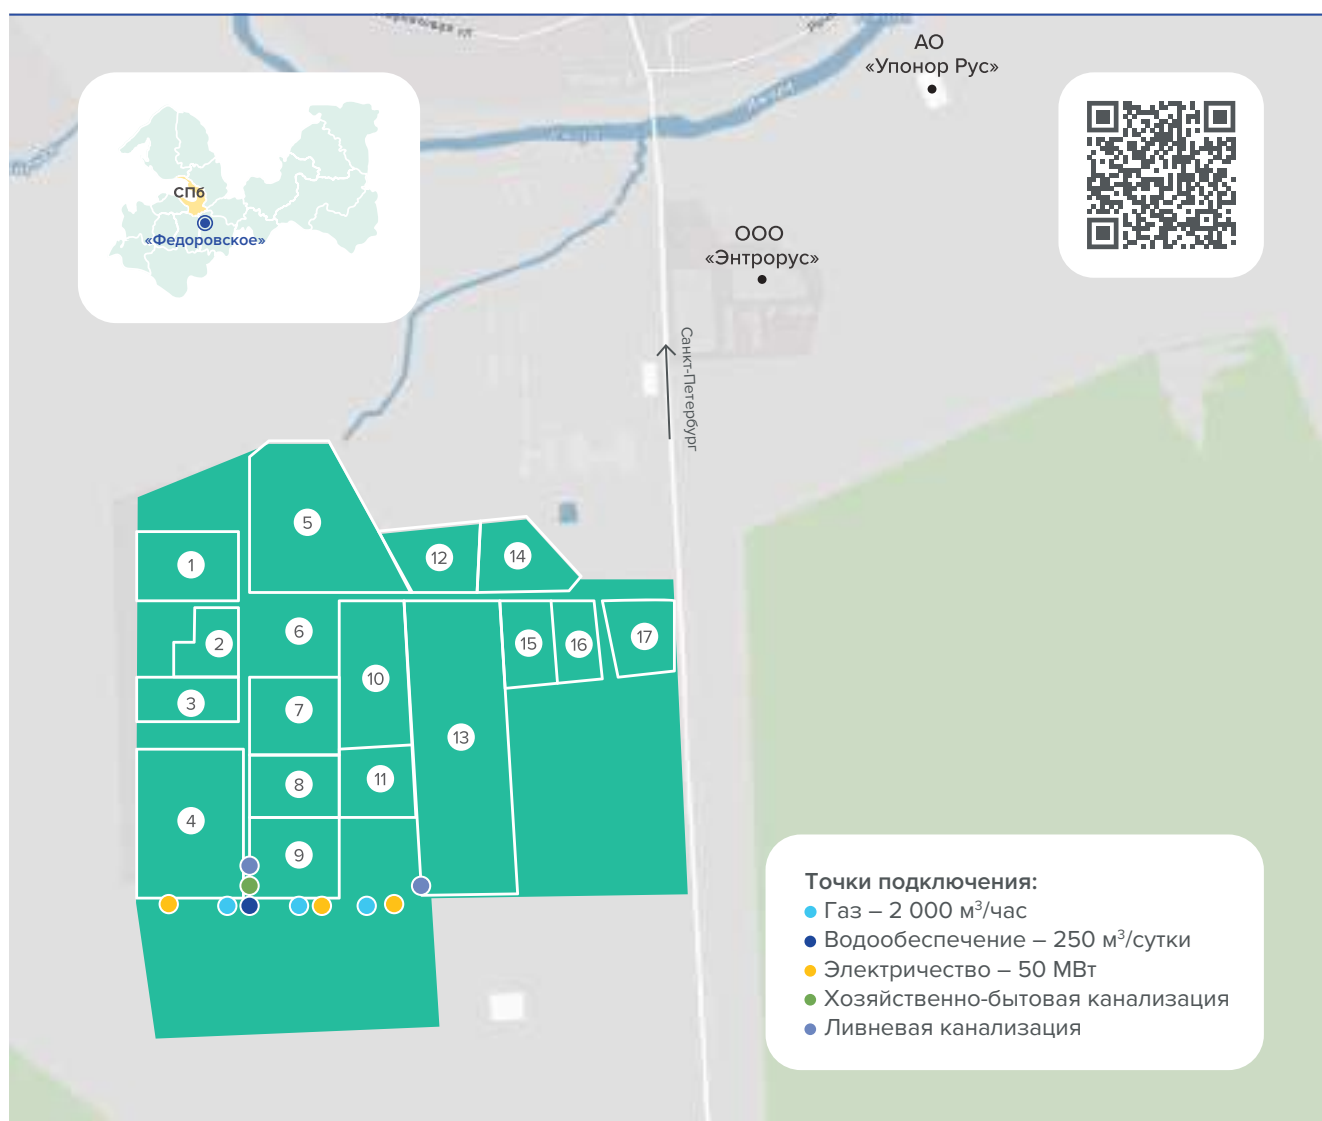 АО
«Упонор Рус»
СПб
«Федоровское»
ООО
«Энтрорус»
Санкт-Петербург
5
12
14
1
2
6
15
16
17
3
10
7
13
11
8
4
9
Точки подключения:
Газ – 2 000 м³/час
Водообеспечение – 250 м³/сутки
Электричество – 50 МВт
Хозяйственно-бытовая канализация
Ливневая канализация